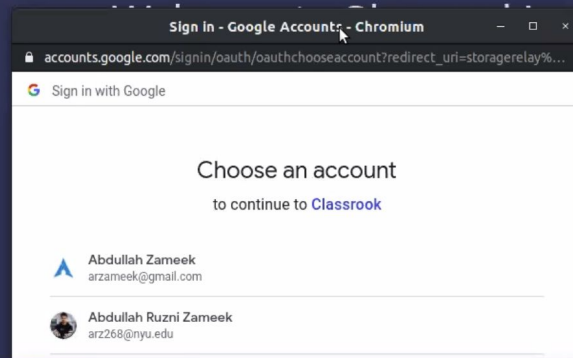 Sign in - Google Accounts - Chromium
accounts.google.com/signin/oauth/oauthchooseaccount?redirect_uri=storagerelay%...
Sign in with Google
Choose an account
to continue to Classrook
Abdullah Zameek
arzameek@gmail.com
Abdullah Ruzni Zameek
arz268@nyu.edu